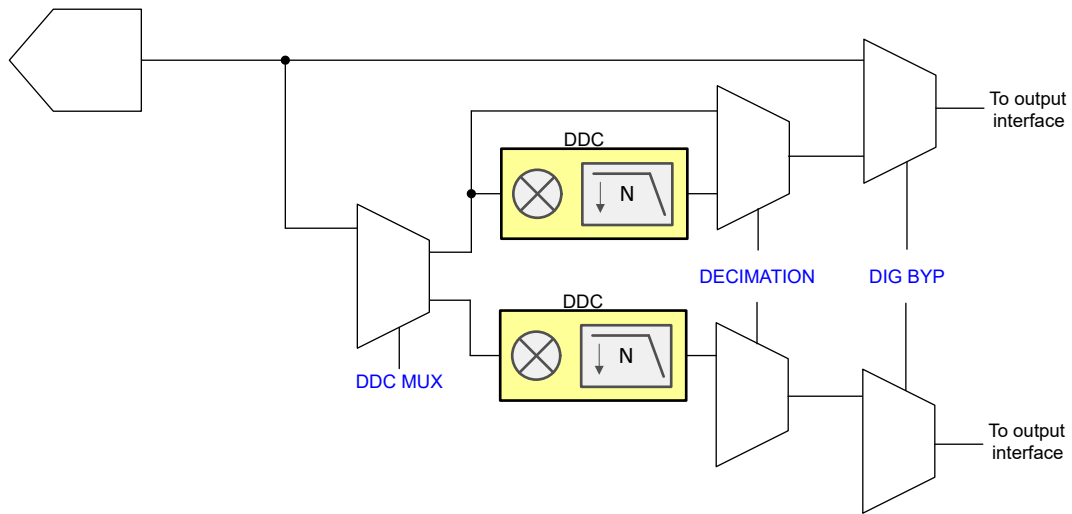 To output
interface
DDC
N
DECIMATION
DIG BYP
DDC
N
DDC MUX
To output
interface